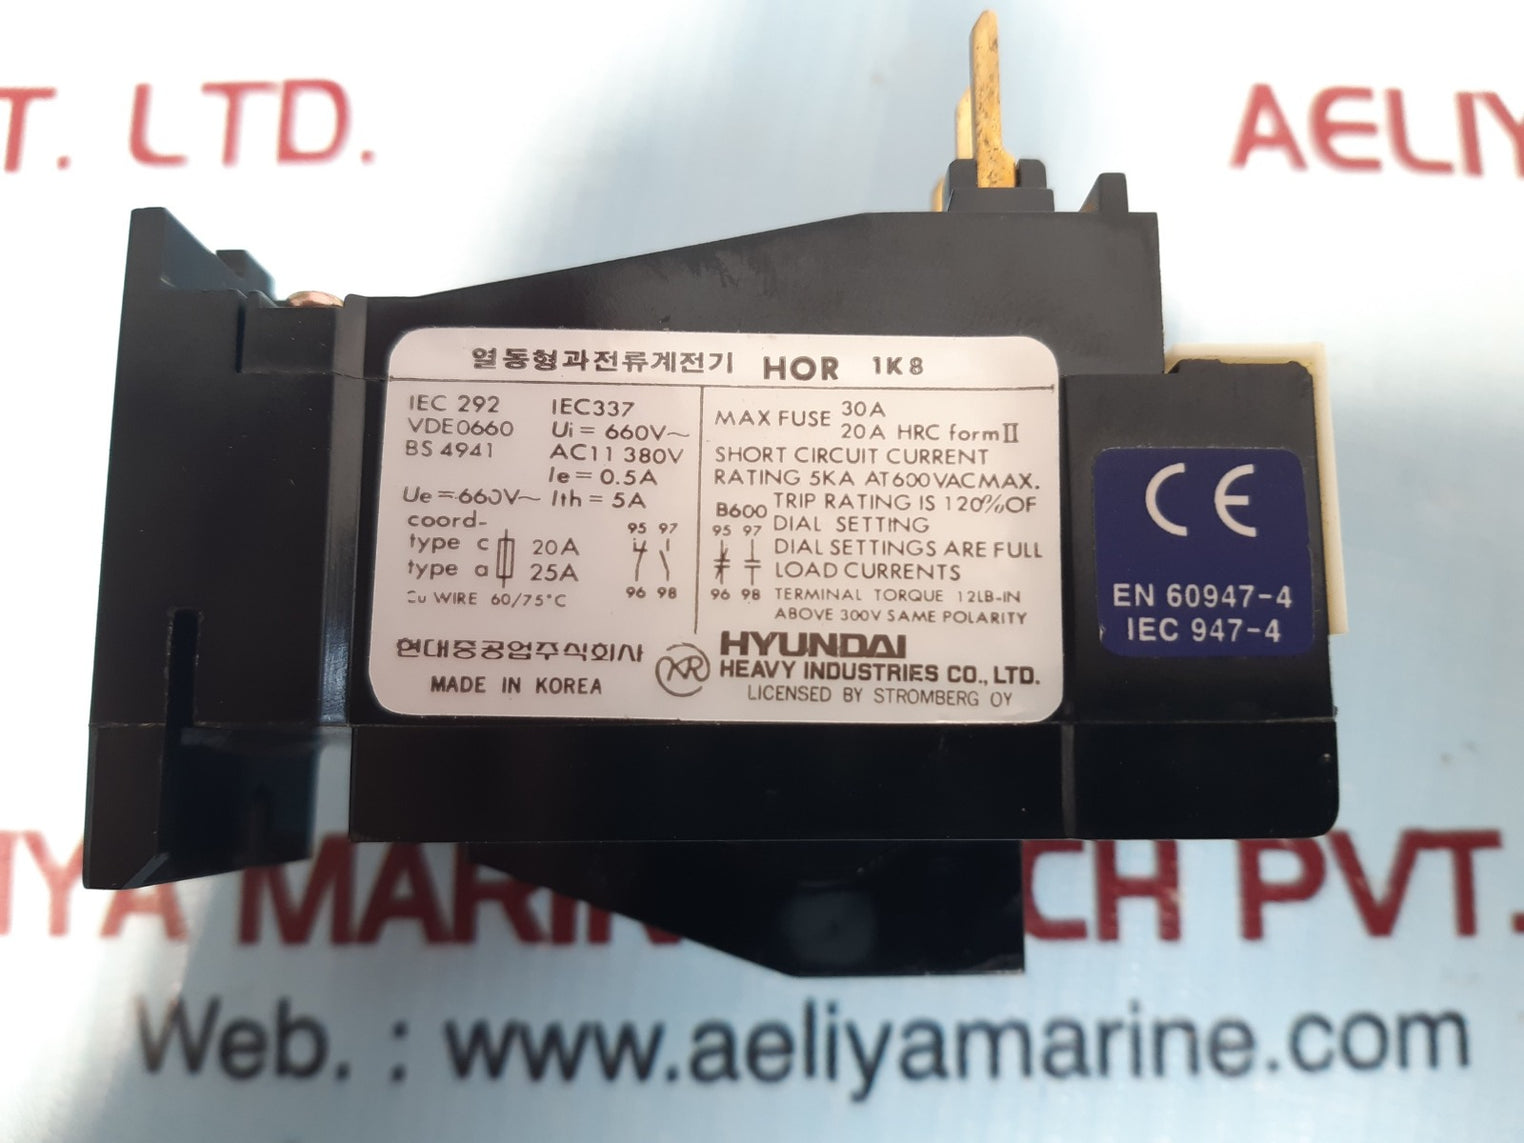 T. LTD.
AELIY
열동형과전류계전기 HOR 1K8
IEC 292 IEC337
VDE0660 Ui = 660V~
BS 4941 AC11 380V
Ie = 0.5A
Ue = 660V~ Ith = 5A
coord-
type c 20A
type a 25A
95 97
96 98
Cu WIRE 60/75°C
MAX FUSE 30A
20A HRC form II
SHORT CIRCUIT CURRENT
RATING 5KA AT600VACMAX.
B600 TRIP RATING IS 120% OF
95 97 DIAL SETTING
DIAL SETTINGS ARE FULL
LOAD CURRENTS
96 98 TERMINAL TORQUE 12LB-IN
ABOVE 300V SAME POLARITY
현대중공업주식회사
MADE IN KOREA
HYUNDAI
HEAVY INDUSTRIES CO., LTD.
LICENSED BY STROMBERG OY
CE
EN 60947-4
IEC 947-4
IYA MARIN CH PVT.
Web. : www.aeliyamarine.com